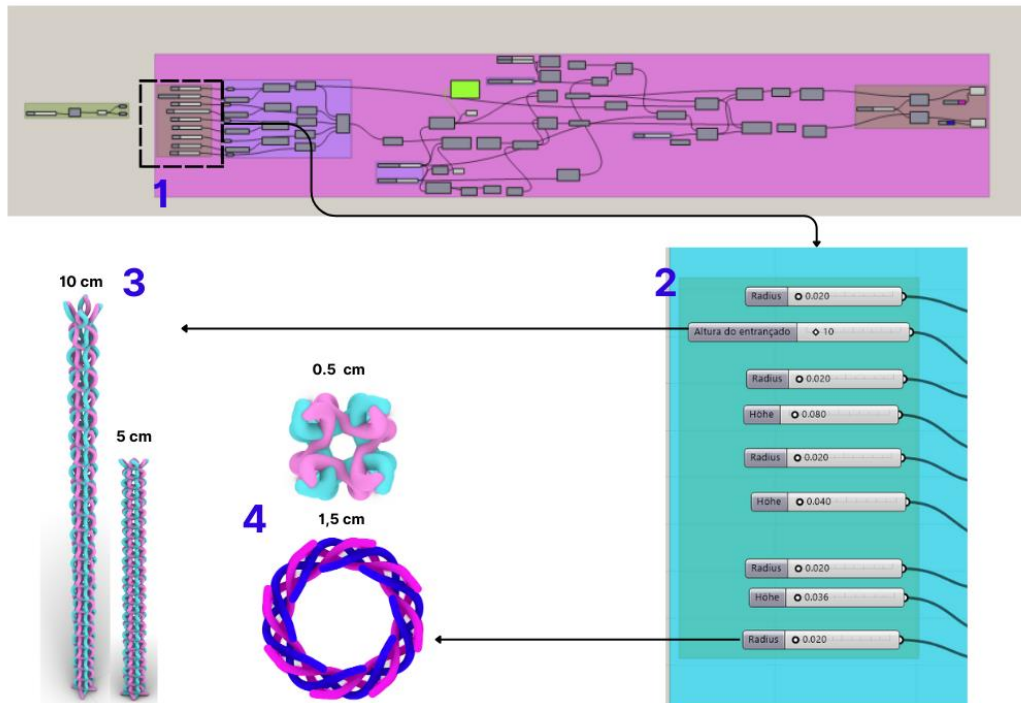 1
2
Radius 0.020
Altura do entrançado 10
Radius 0.020
Höhe 0.080
Radius 0.020
Höhe 0.040
Radius 0.020
Höhe 0.036
Radius 0.020
3
10 cm
5 cm
0.5 cm
4
1,5 cm